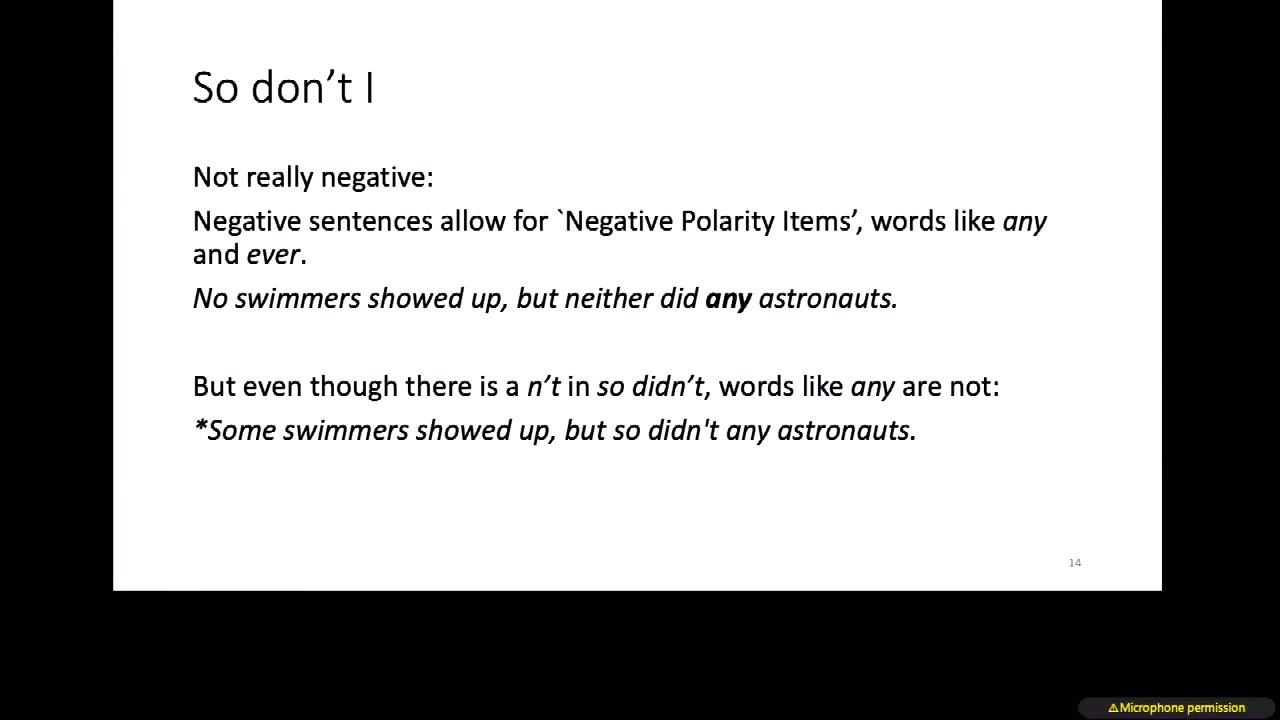 So don’t I
Not really negative:
Negative sentences allow for `Negative Polarity Items’, words like any
and ever.
No swimmers showed up, but neither did any astronauts.
But even though there is a n’t in so didn’t, words like any are not:
*Some swimmers showed up, but so didn't any astronauts.
14
⚠Microphone permission